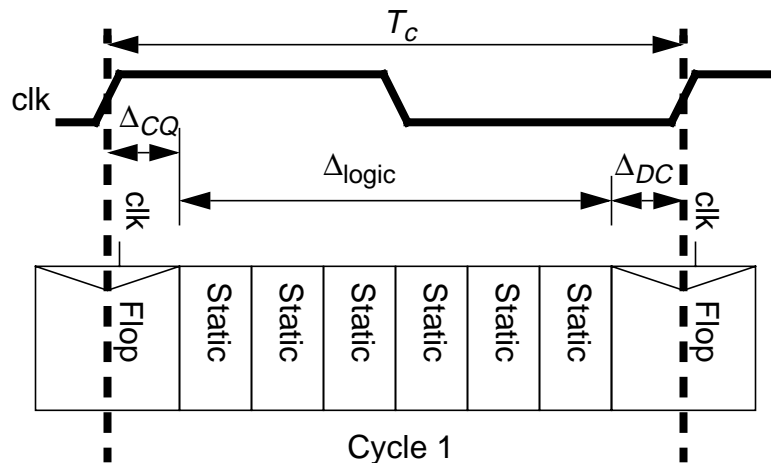 T_c
clk
Δ_CQ
Δ_logic
Δ_DC
clk
clk
Flop
Static
Static
Static
Static
Static
Static
Flop
Cycle 1